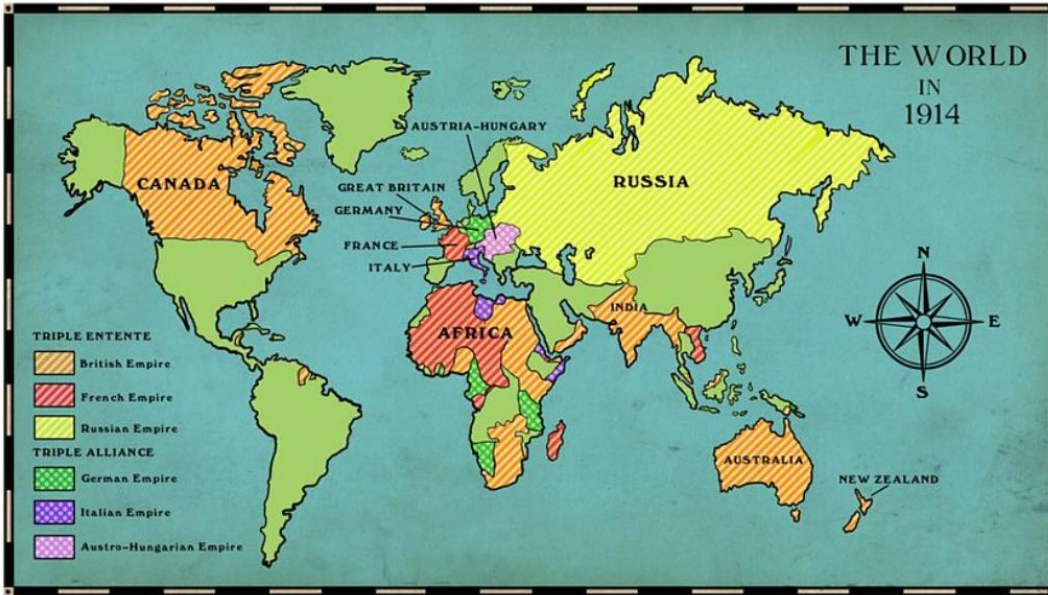 THE WORLD
IN
1914
AUSTRIA-HUNGARY
GREAT BRITAIN
GERMANY
FRANCE
ITALY
CANADA
RUSSIA
INDIA
AFRICA
AUSTRALIA
NEW ZEALAND
N
W
E
S
TRIPLE ENTENTE
British Empire
French Empire
Russian Empire
TRIPLE ALLIANCE
German Empire
Italian Empire
Austro-Hungarian Empire